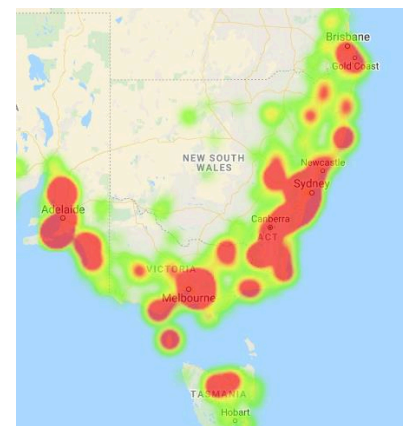 Brisbane
Gold Coast
NEW SOUTH
WALES
Newcastle
Sydney
Adelaide
Canberra
ACT
VICTORIA
Melbourne
TASMANIA
Hobart